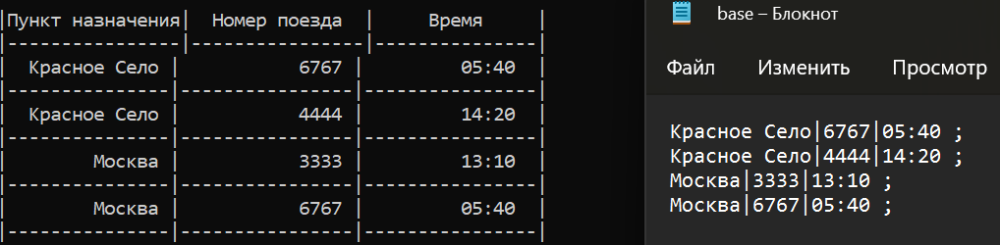 |Пункт назначения|  Номер поезда  |     Время     |
|----------------|----------------|---------------|
|  Красное Село |           6767 |         05:40  |
|---------------|----------------|---------------|
|  Красное Село |           4444 |         14:20  |
|---------------|----------------|---------------|
|        Москва |           3333 |         13:10  |
|---------------|----------------|---------------|
|        Москва |           6767 |         05:40  |
|---------------|----------------|---------------|
base – Блокнот
Файл Изменить Просмотр
Красное Село|6767|05:40 ;
Красное Село|4444|14:20 ;
Москва|3333|13:10 ;
Москва|6767|05:40 ;